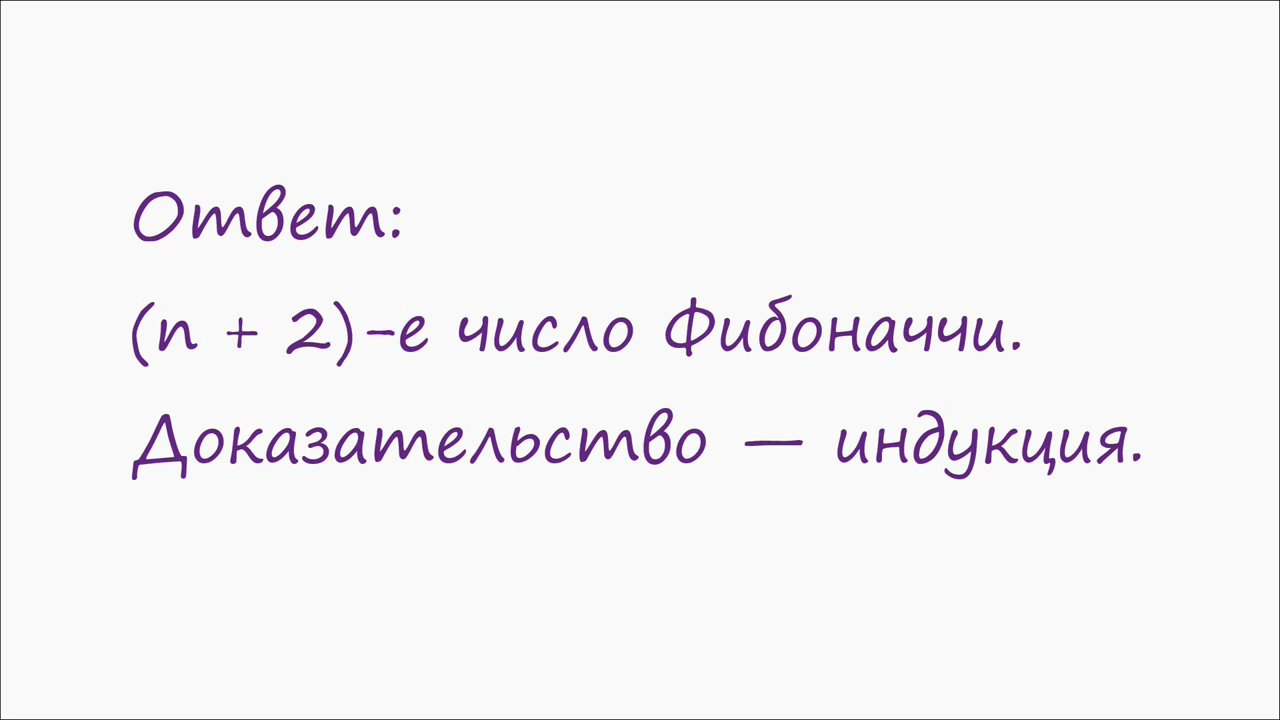 Ответ:
(n + 2)-е число Фибоначчи.
Доказательство — индукция.